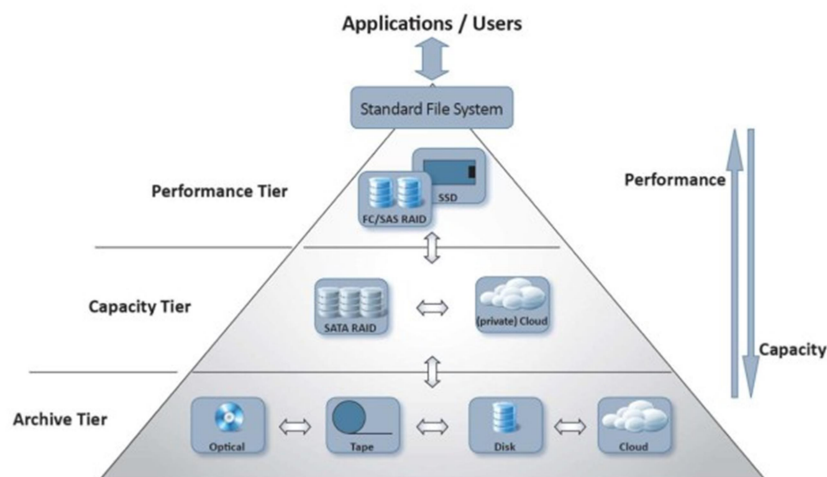 Applications / Users
Standard File System
Performance Tier
SSD
FC/SAS RAID
Performance
Capacity Tier
SATA RAID
(private) Cloud
Capacity
Archive Tier
Optical
Tape
Disk
Cloud